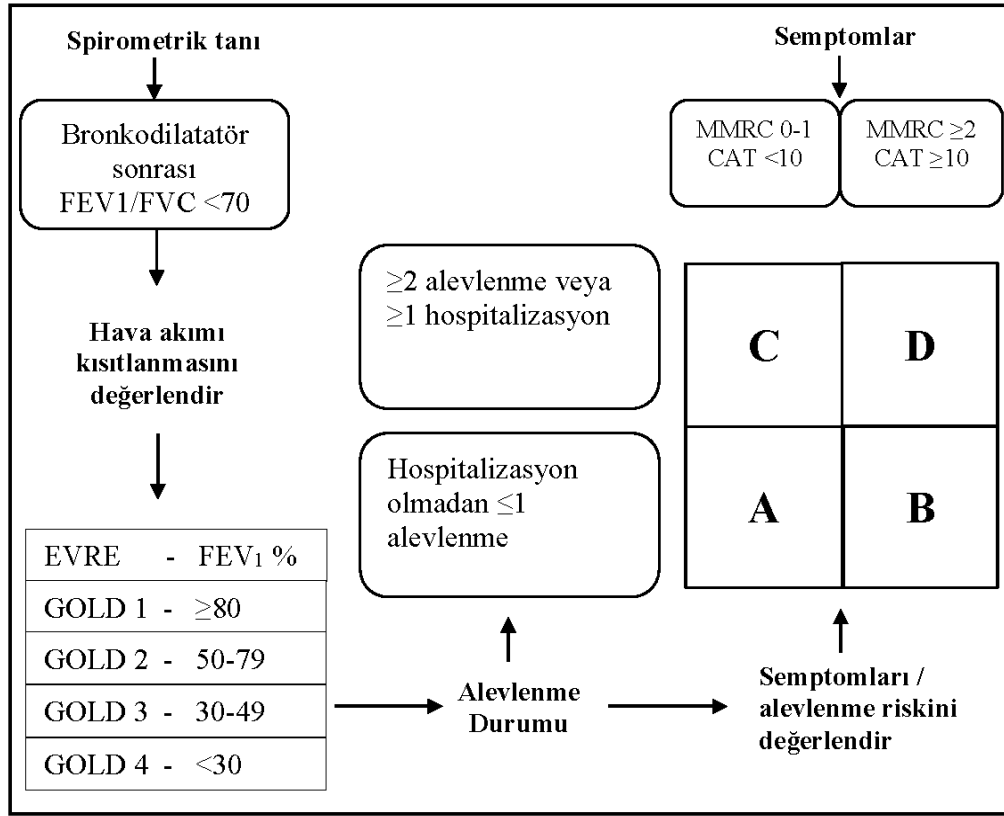 Spirometrik tanı
Bronkodilatatör
sonrası
FEV1/FVC <70
Hava akımı
kısıtlanmasını
değerlendir
EVRE - FEV₁ %
GOLD 1 - ≥80
GOLD 2 - 50-79
GOLD 3 - 30-49
GOLD 4 - <30
≥2 alevlenme veya
≥1 hospitalizasyon
Hospitalizasyon
olmadan ≤1
alevlenme
Alevlenme
Durumu
Semptomlar
MMRC 0-1
CAT <10
MMRC ≥2
CAT ≥10
C
D
A
B
Semptomları /
alevlenme riskini
değerlendir